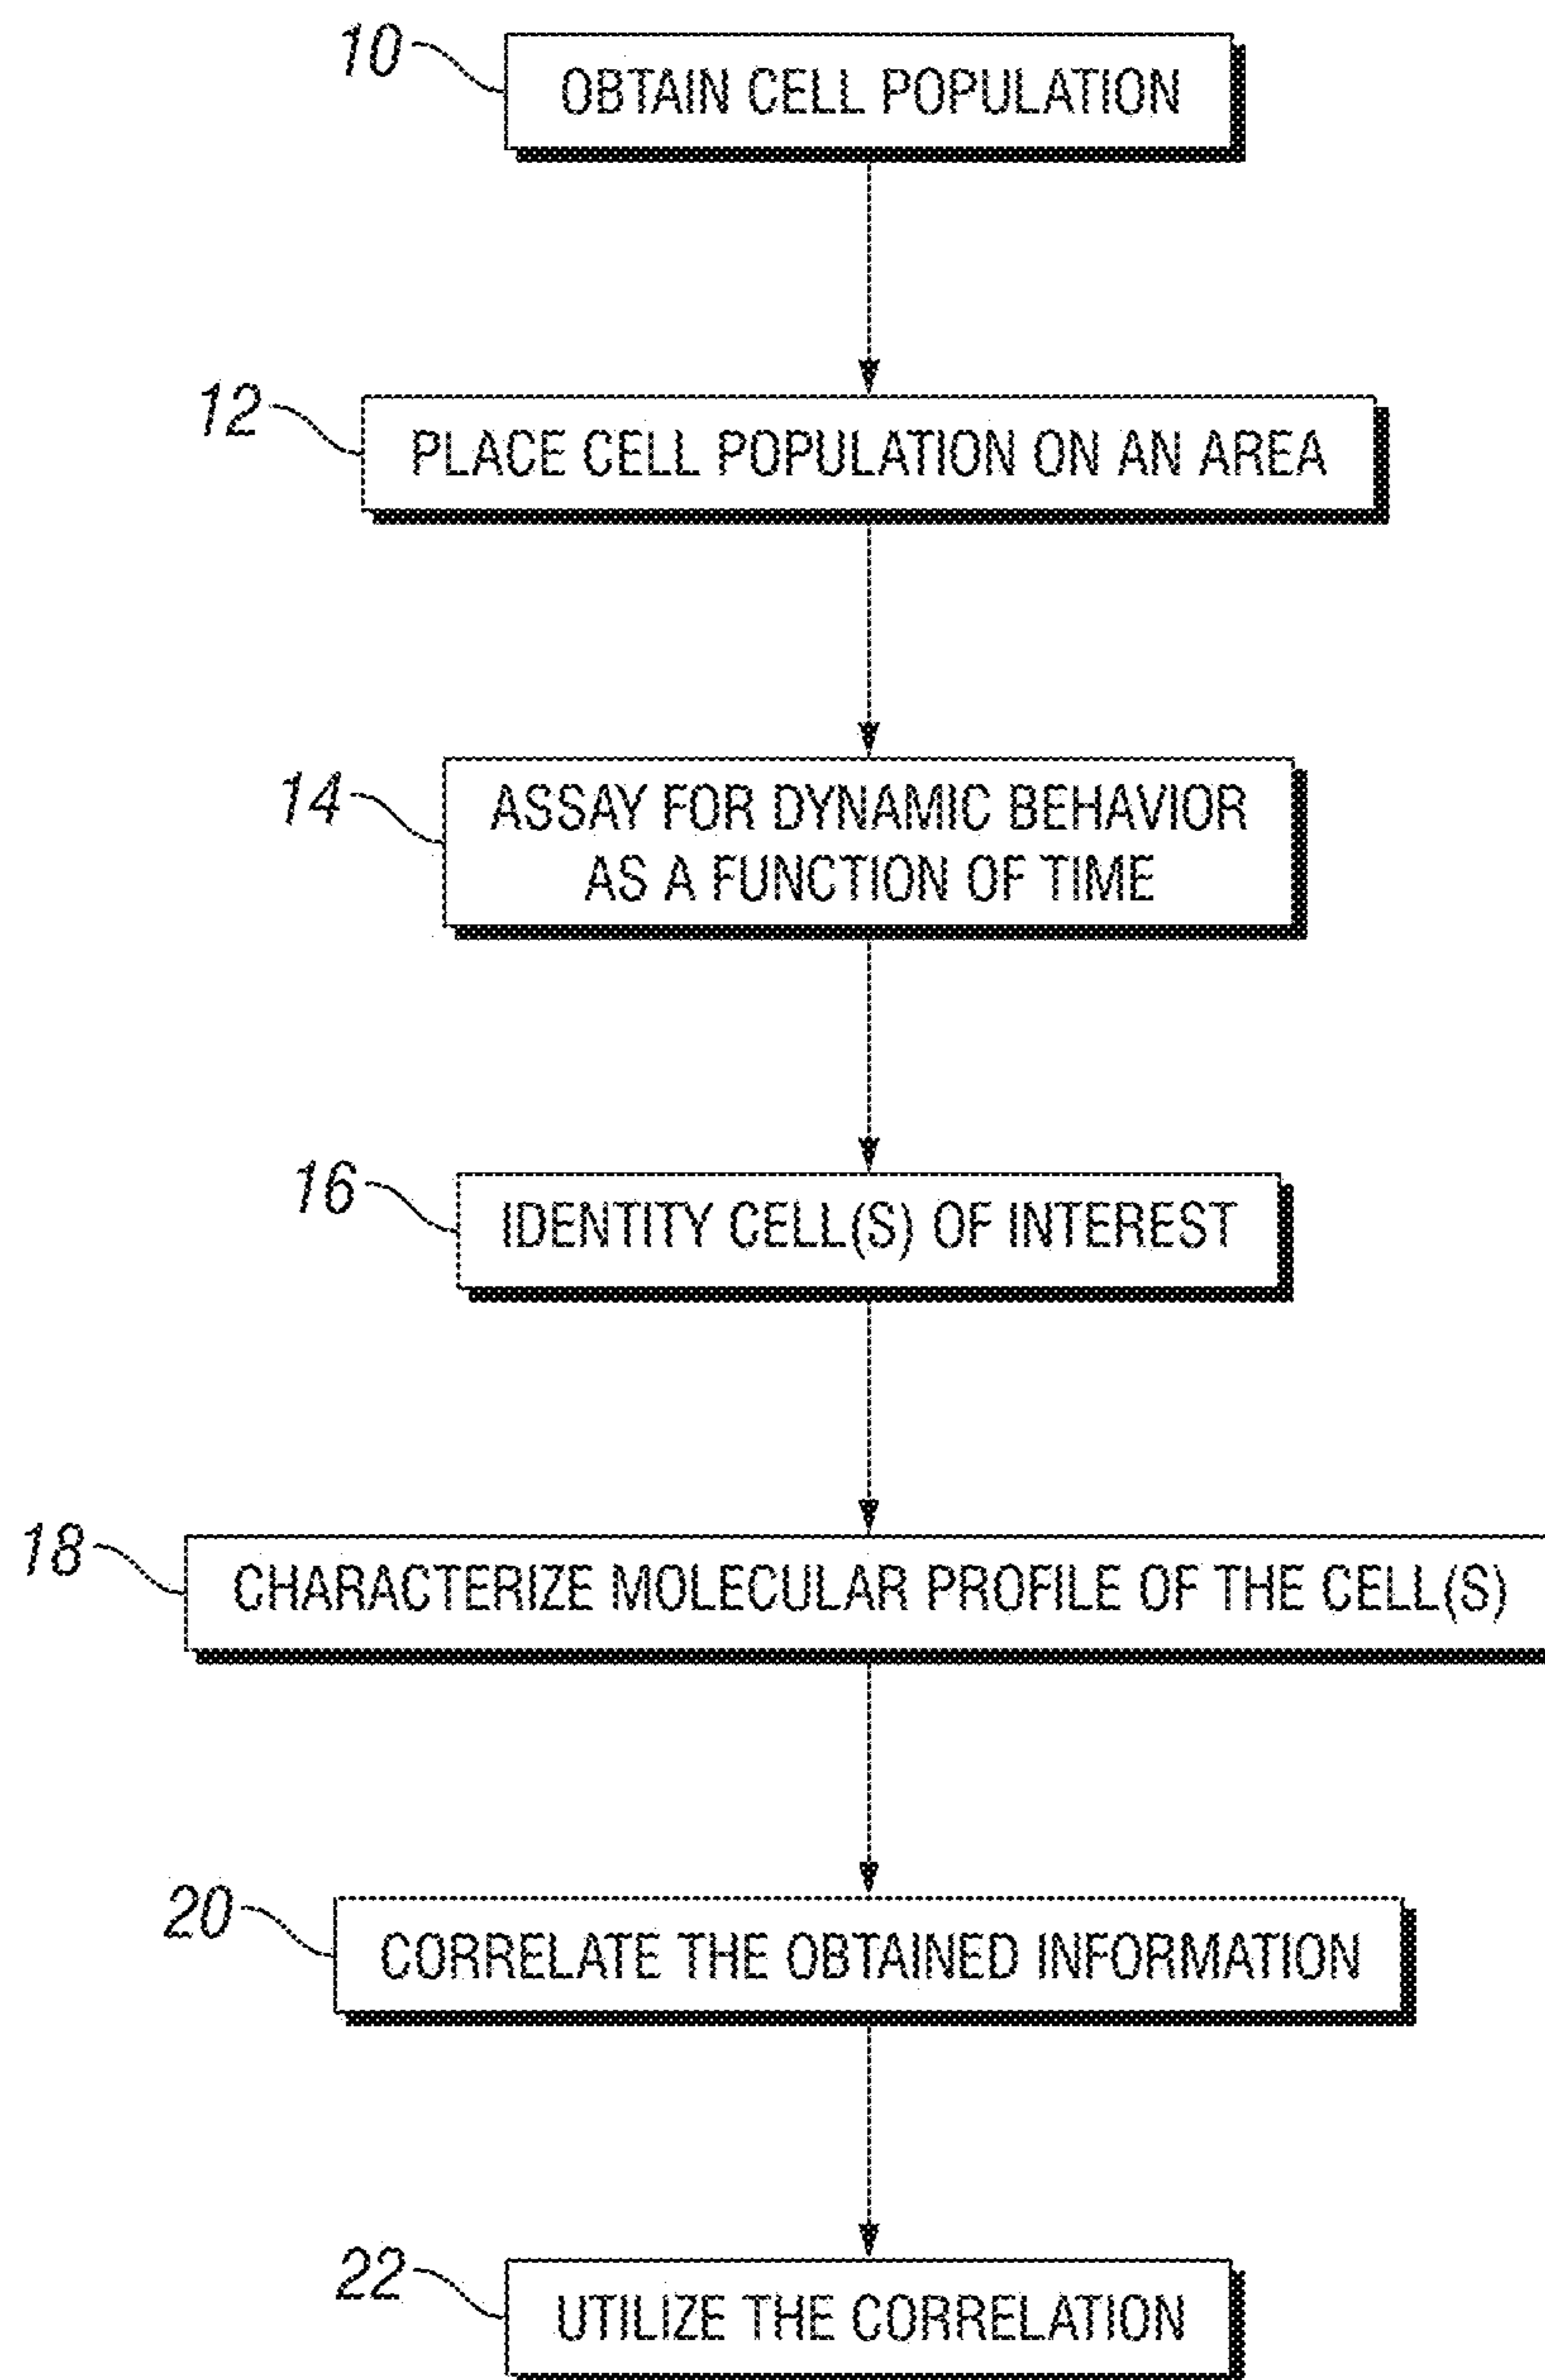 10
OBTAIN CELL POPULATION
12
PLACE CELL POPULATION ON AN AREA
14
ASSAY FOR DYNAMIC BEHAVIOR
AS A FUNCTION OF TIME
16
IDENTITY CELL(S) OF INTEREST
18
CHARACTERIZE MOLECULAR PROFILE OF THE CELL(S)
20
CORRELATE THE OBTAINED INFORMATION
22
UTILIZE THE CORRELATION